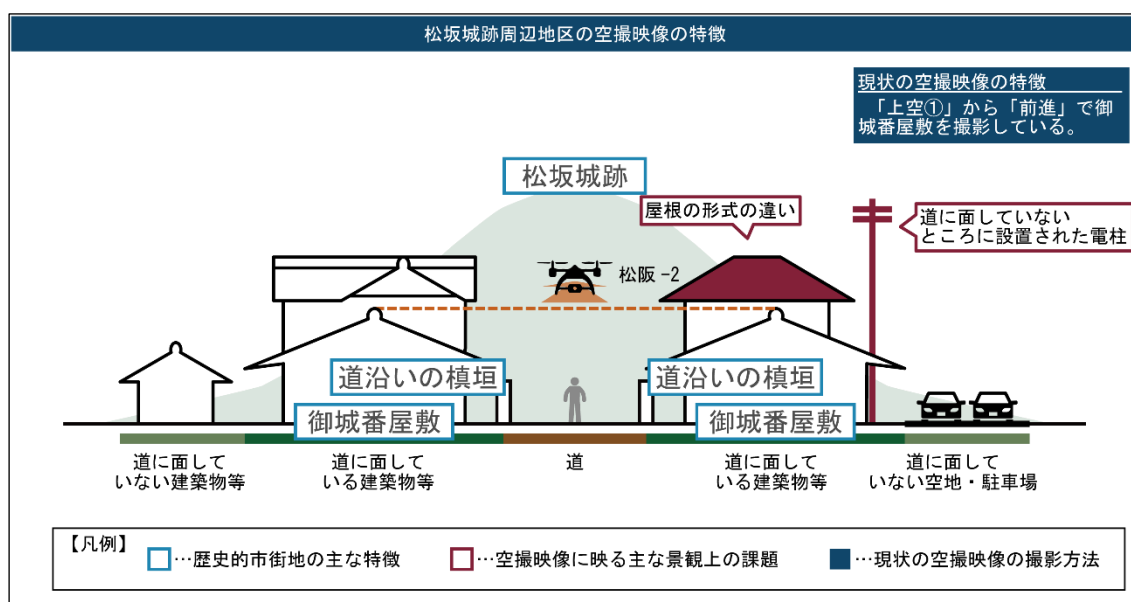 松坂城跡周辺地区の空撮映像の特徴
現状の空撮映像の特徴
「上空①」から「前進」で御
城番屋敷を撮影している。
松坂城跡
屋根の形式の違い
道に面していない
ところに設置された電柱
松阪-2
道沿いの槙垣
道沿いの槙垣
御城番屋敷
御城番屋敷
道に面して
いない建築物等
道に面して
いる建築物等
道
道に面して
いる建築物等
道に面して
いない空地・駐車場
【凡例】
…歴史的市街地の主な特徴
…空撮映像に映る主な景観上の課題
…現状の空撮映像の撮影方法